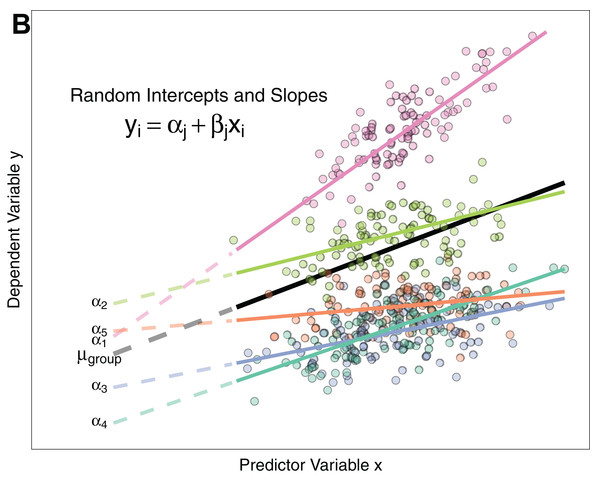 B
Random Intercepts and Slopes
yᵢ = αⱼ + βⱼxᵢ
Dependent Variable y
α₂
α₅
α₁
μgroup
α₃
α₄
Predictor Variable x